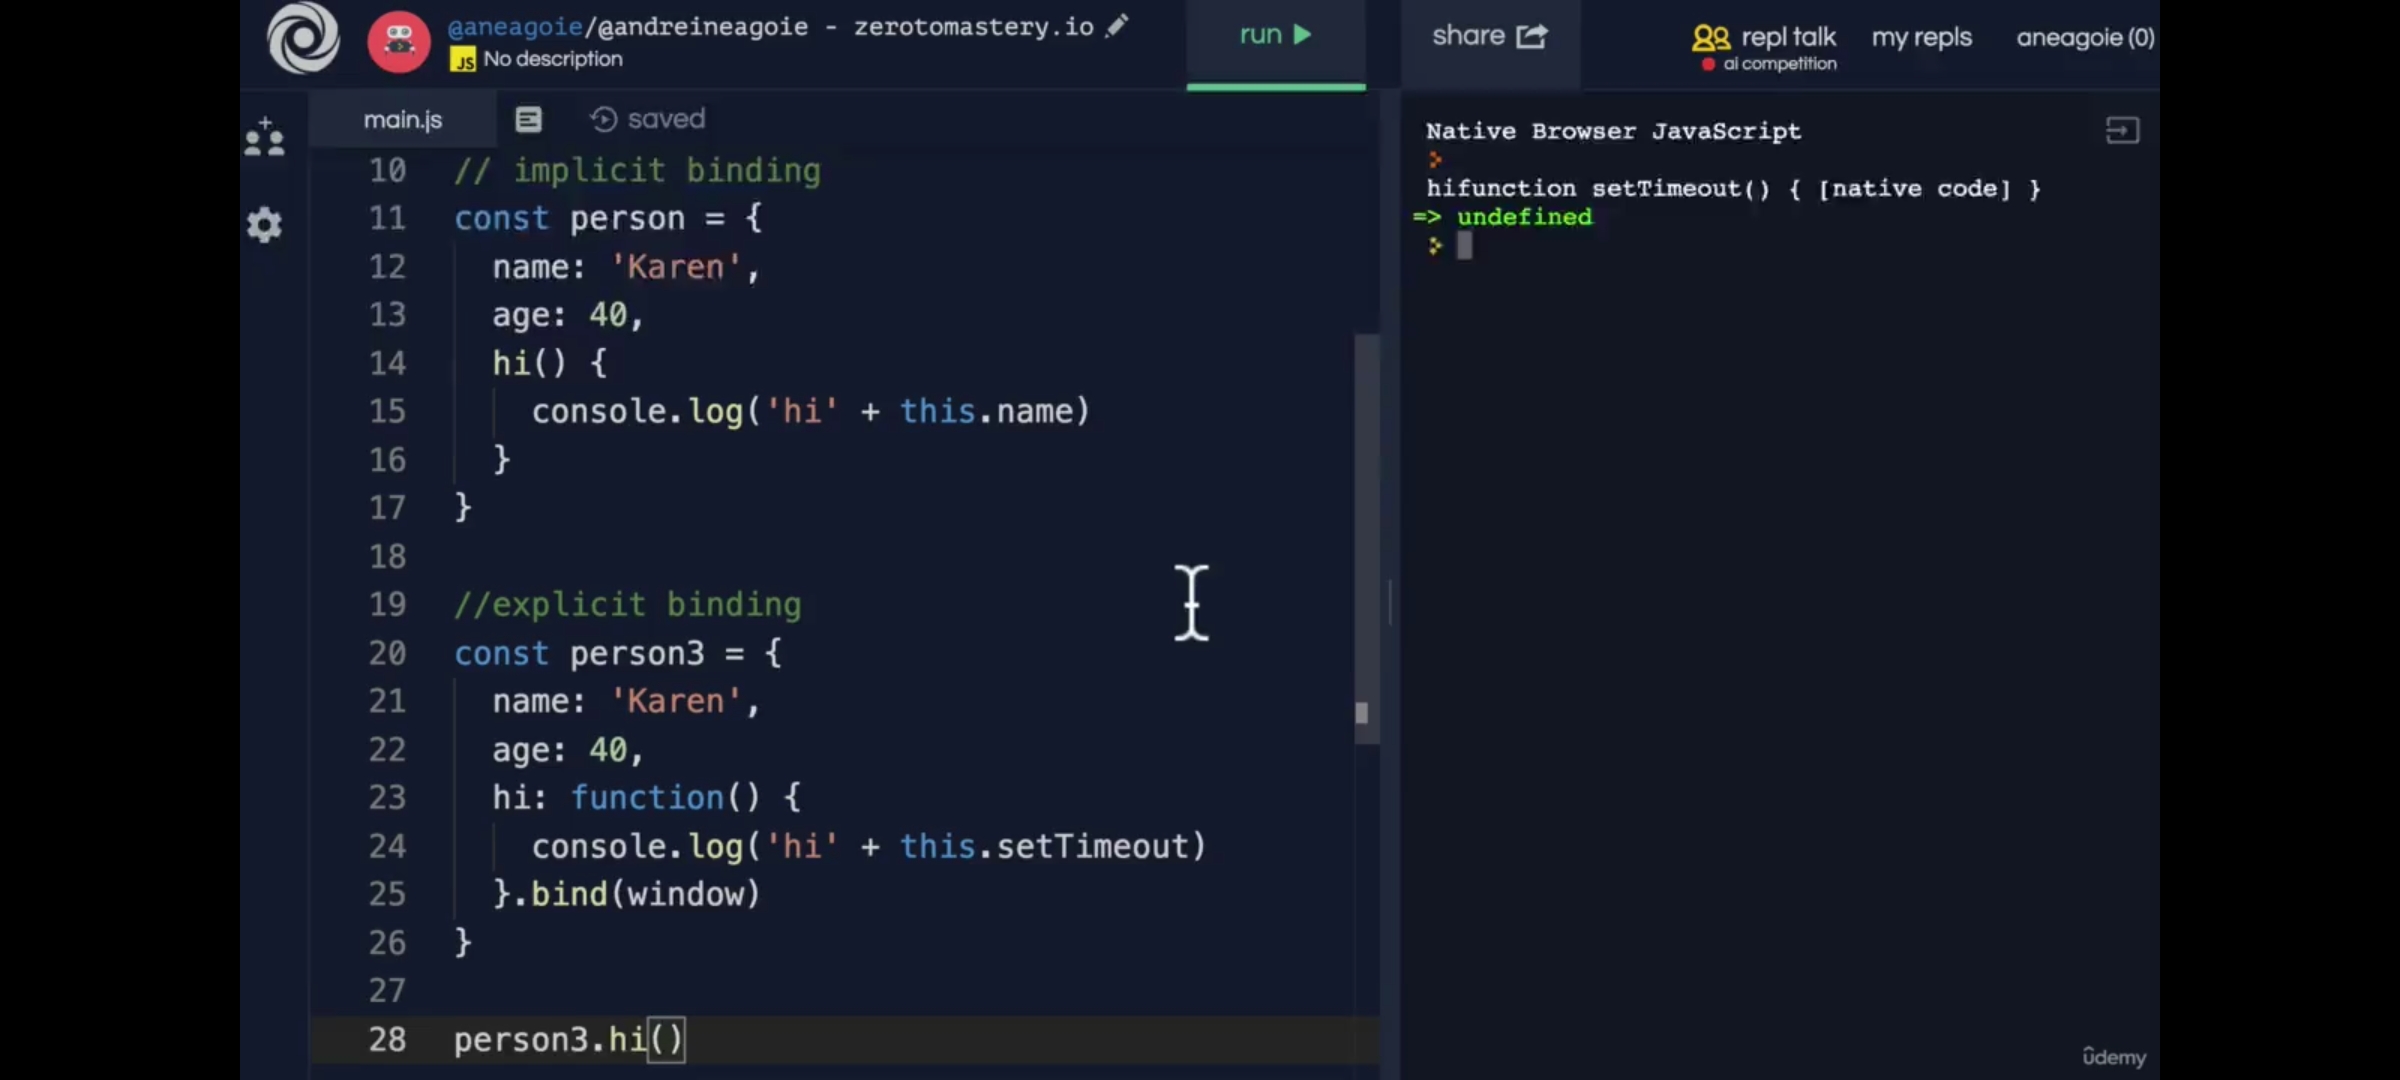 @aneagoie/@andreineagoie - zerotomastery.io
JS No description
run
share
repl talk
ai competition
my repls
aneagoie (0)
main.js
saved
10 // implicit binding
11 const person = {
12 name: 'Karen',
13 age: 40,
14 hi() {
15 console.log('hi' + this.name)
16 }
17 }
18
19 //explicit binding
20 const person3 = {
21 name: 'Karen',
22 age: 40,
23 hi: function() {
24 console.log('hi' + this.setTimeout)
25 }.bind(window)
26 }
27
28 person3.hi()
Native Browser JavaScript
hifunction setTimeout() { [native code] }
=> undefined
ûdemy